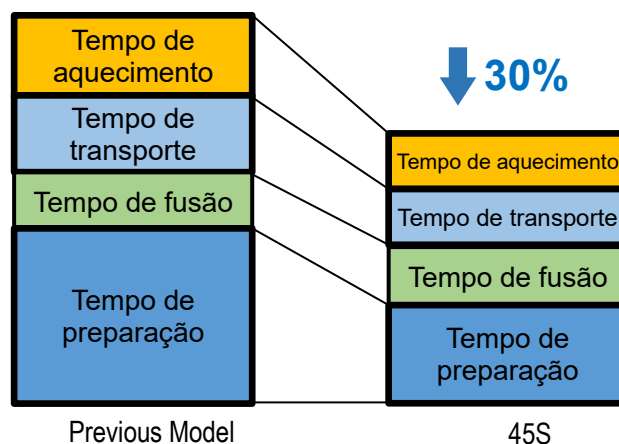 Tempo de
aquecimento
Tempo de
transporte
Tempo de fusão
Tempo de
preparação
Previous Model
30%
Tempo de aquecimento
Tempo de transporte
Tempo de fusão
Tempo de
preparação
45S